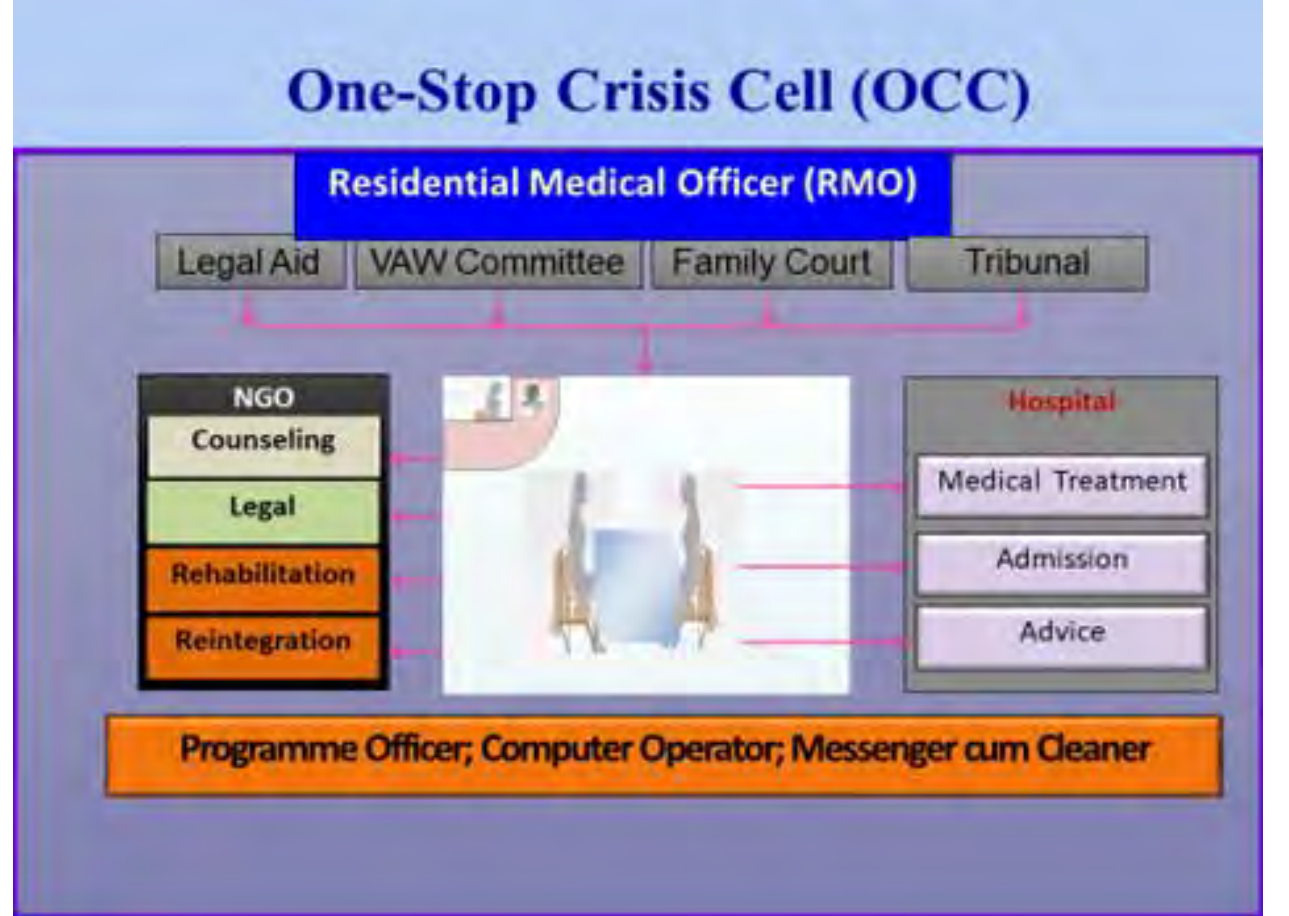 One-Stop Crisis Cell (OCC)
Residential Medical Officer (RMO)
Legal Aid
VAW Committee
Family Court
Tribunal
NGO
Counseling
Legal
Rehabilitation
Reintegration
Hospital
Medical Treatment
Admission
Advice
Programme Officer; Computer Operator; Messenger cum Cleaner